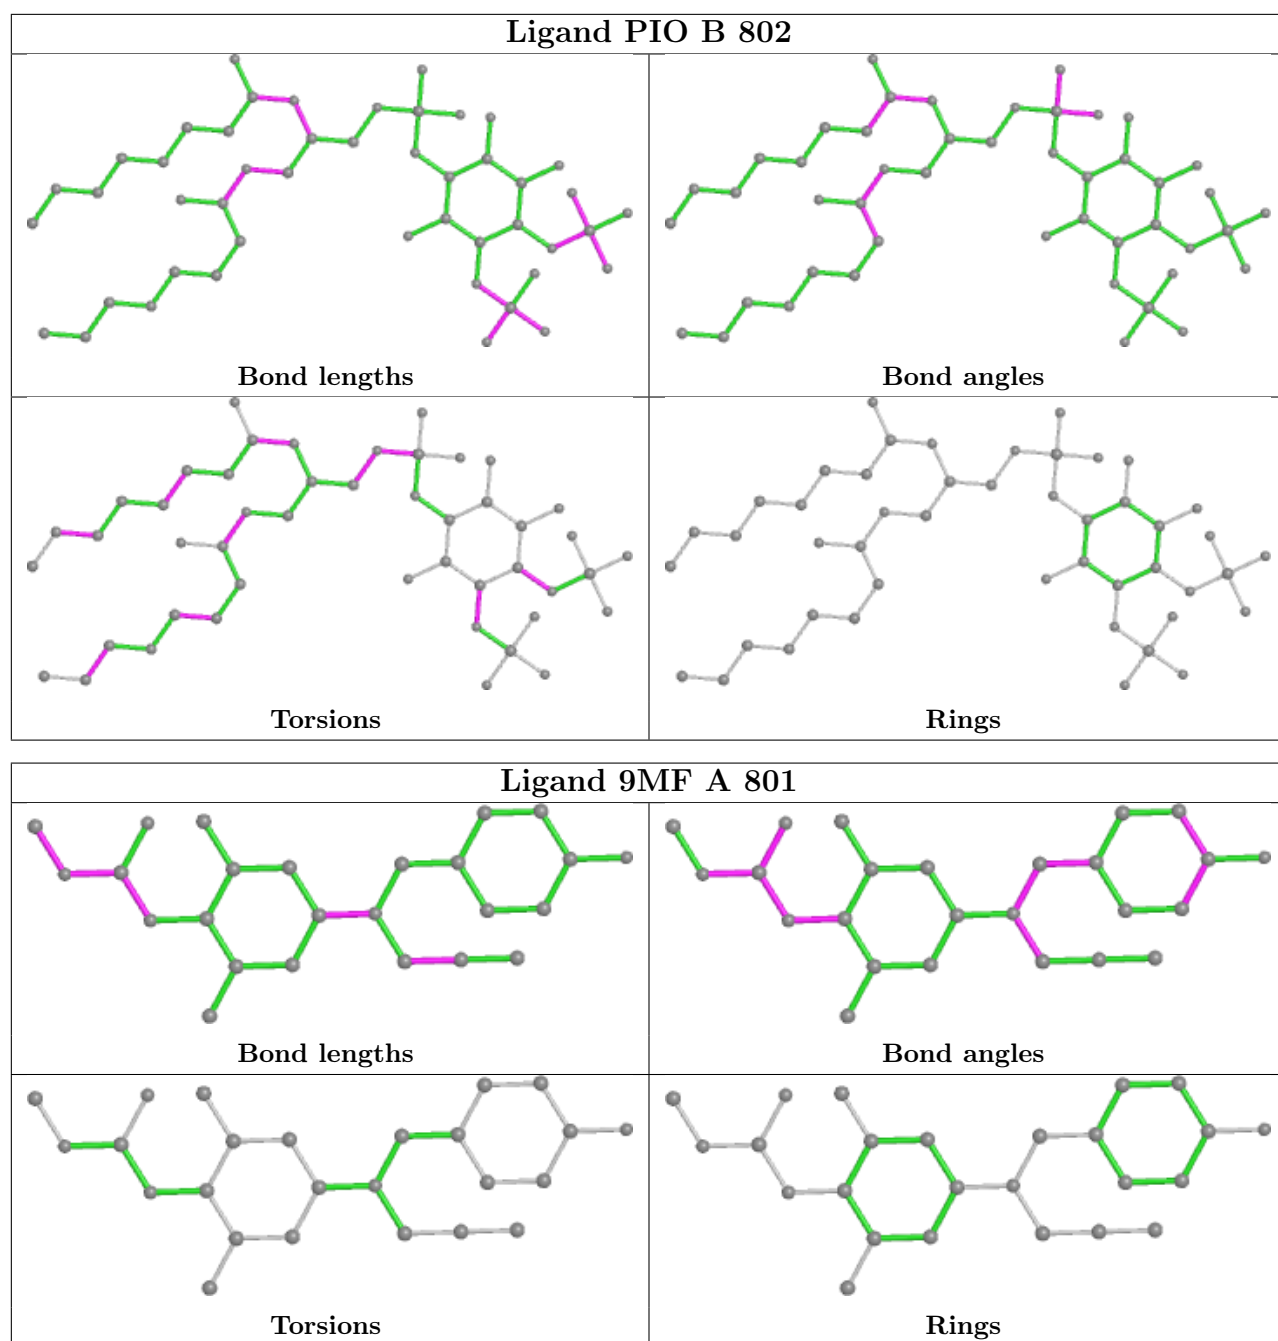 Ligand PIO B 802
Bond lengths
Bond angles
Torsions
Rings
Ligand 9MF A 801
Bond lengths
Bond angles
Torsions
Rings